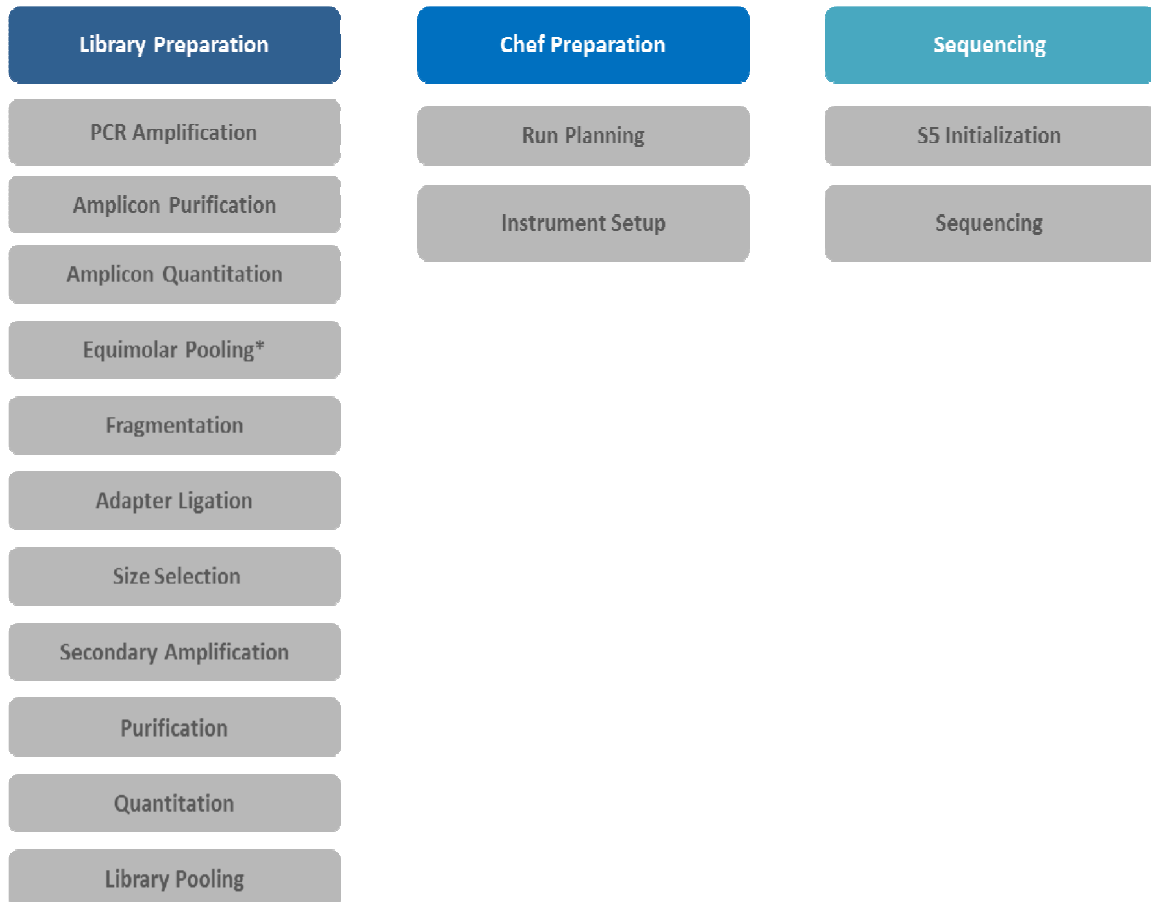 Library Preparation
PCR Amplification
Amplicon Purification
Amplicon Quantitation
Equimolar Pooling*
Fragmentation
Adapter Ligation
Size Selection
Secondary Amplification
Purification
Quantitation
Library Pooling
Chef Preparation
Run Planning
Instrument Setup
Sequencing
S5 Initialization
Sequencing